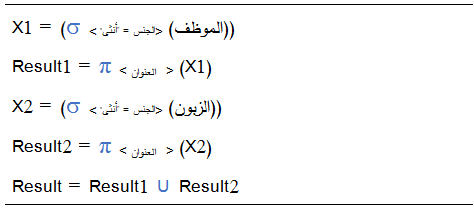 X1 = (σ <الجنس = "أنثى"> (الموظف))
Result1 = π < العنوان > (X1)
X2 = (σ <الجنس = "أنثى"> (الزبون))
Result2 = π < العنوان > (X2)
Result = Result1 ∪ Result2